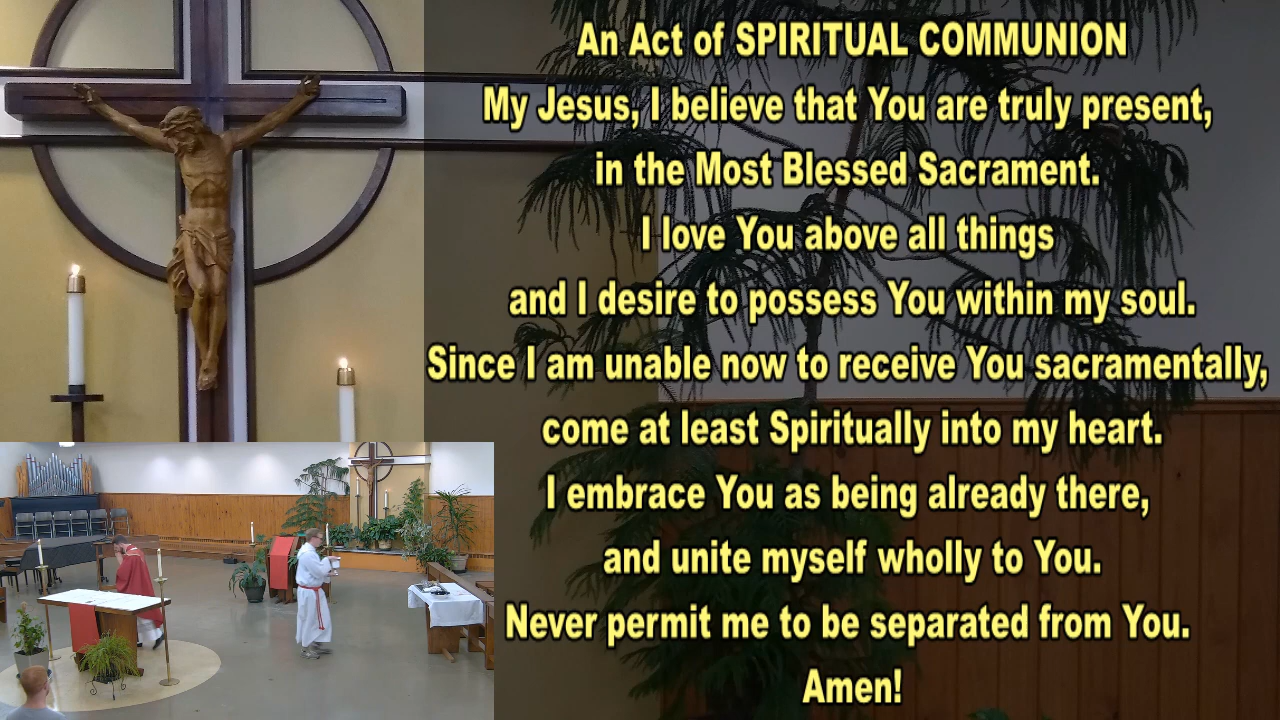 An Act of SPIRITUAL COMMUNION
My Jesus, I believe that You are truly present,
in the Most Blessed Sacrament.
I love You above all things
and I desire to possess You within my soul.
Since I am unable now to receive You sacramentally,
come at least Spiritually into my heart.
I embrace You as being already there,
and unite myself wholly to You.
Never permit me to be separated from You.
Amen!